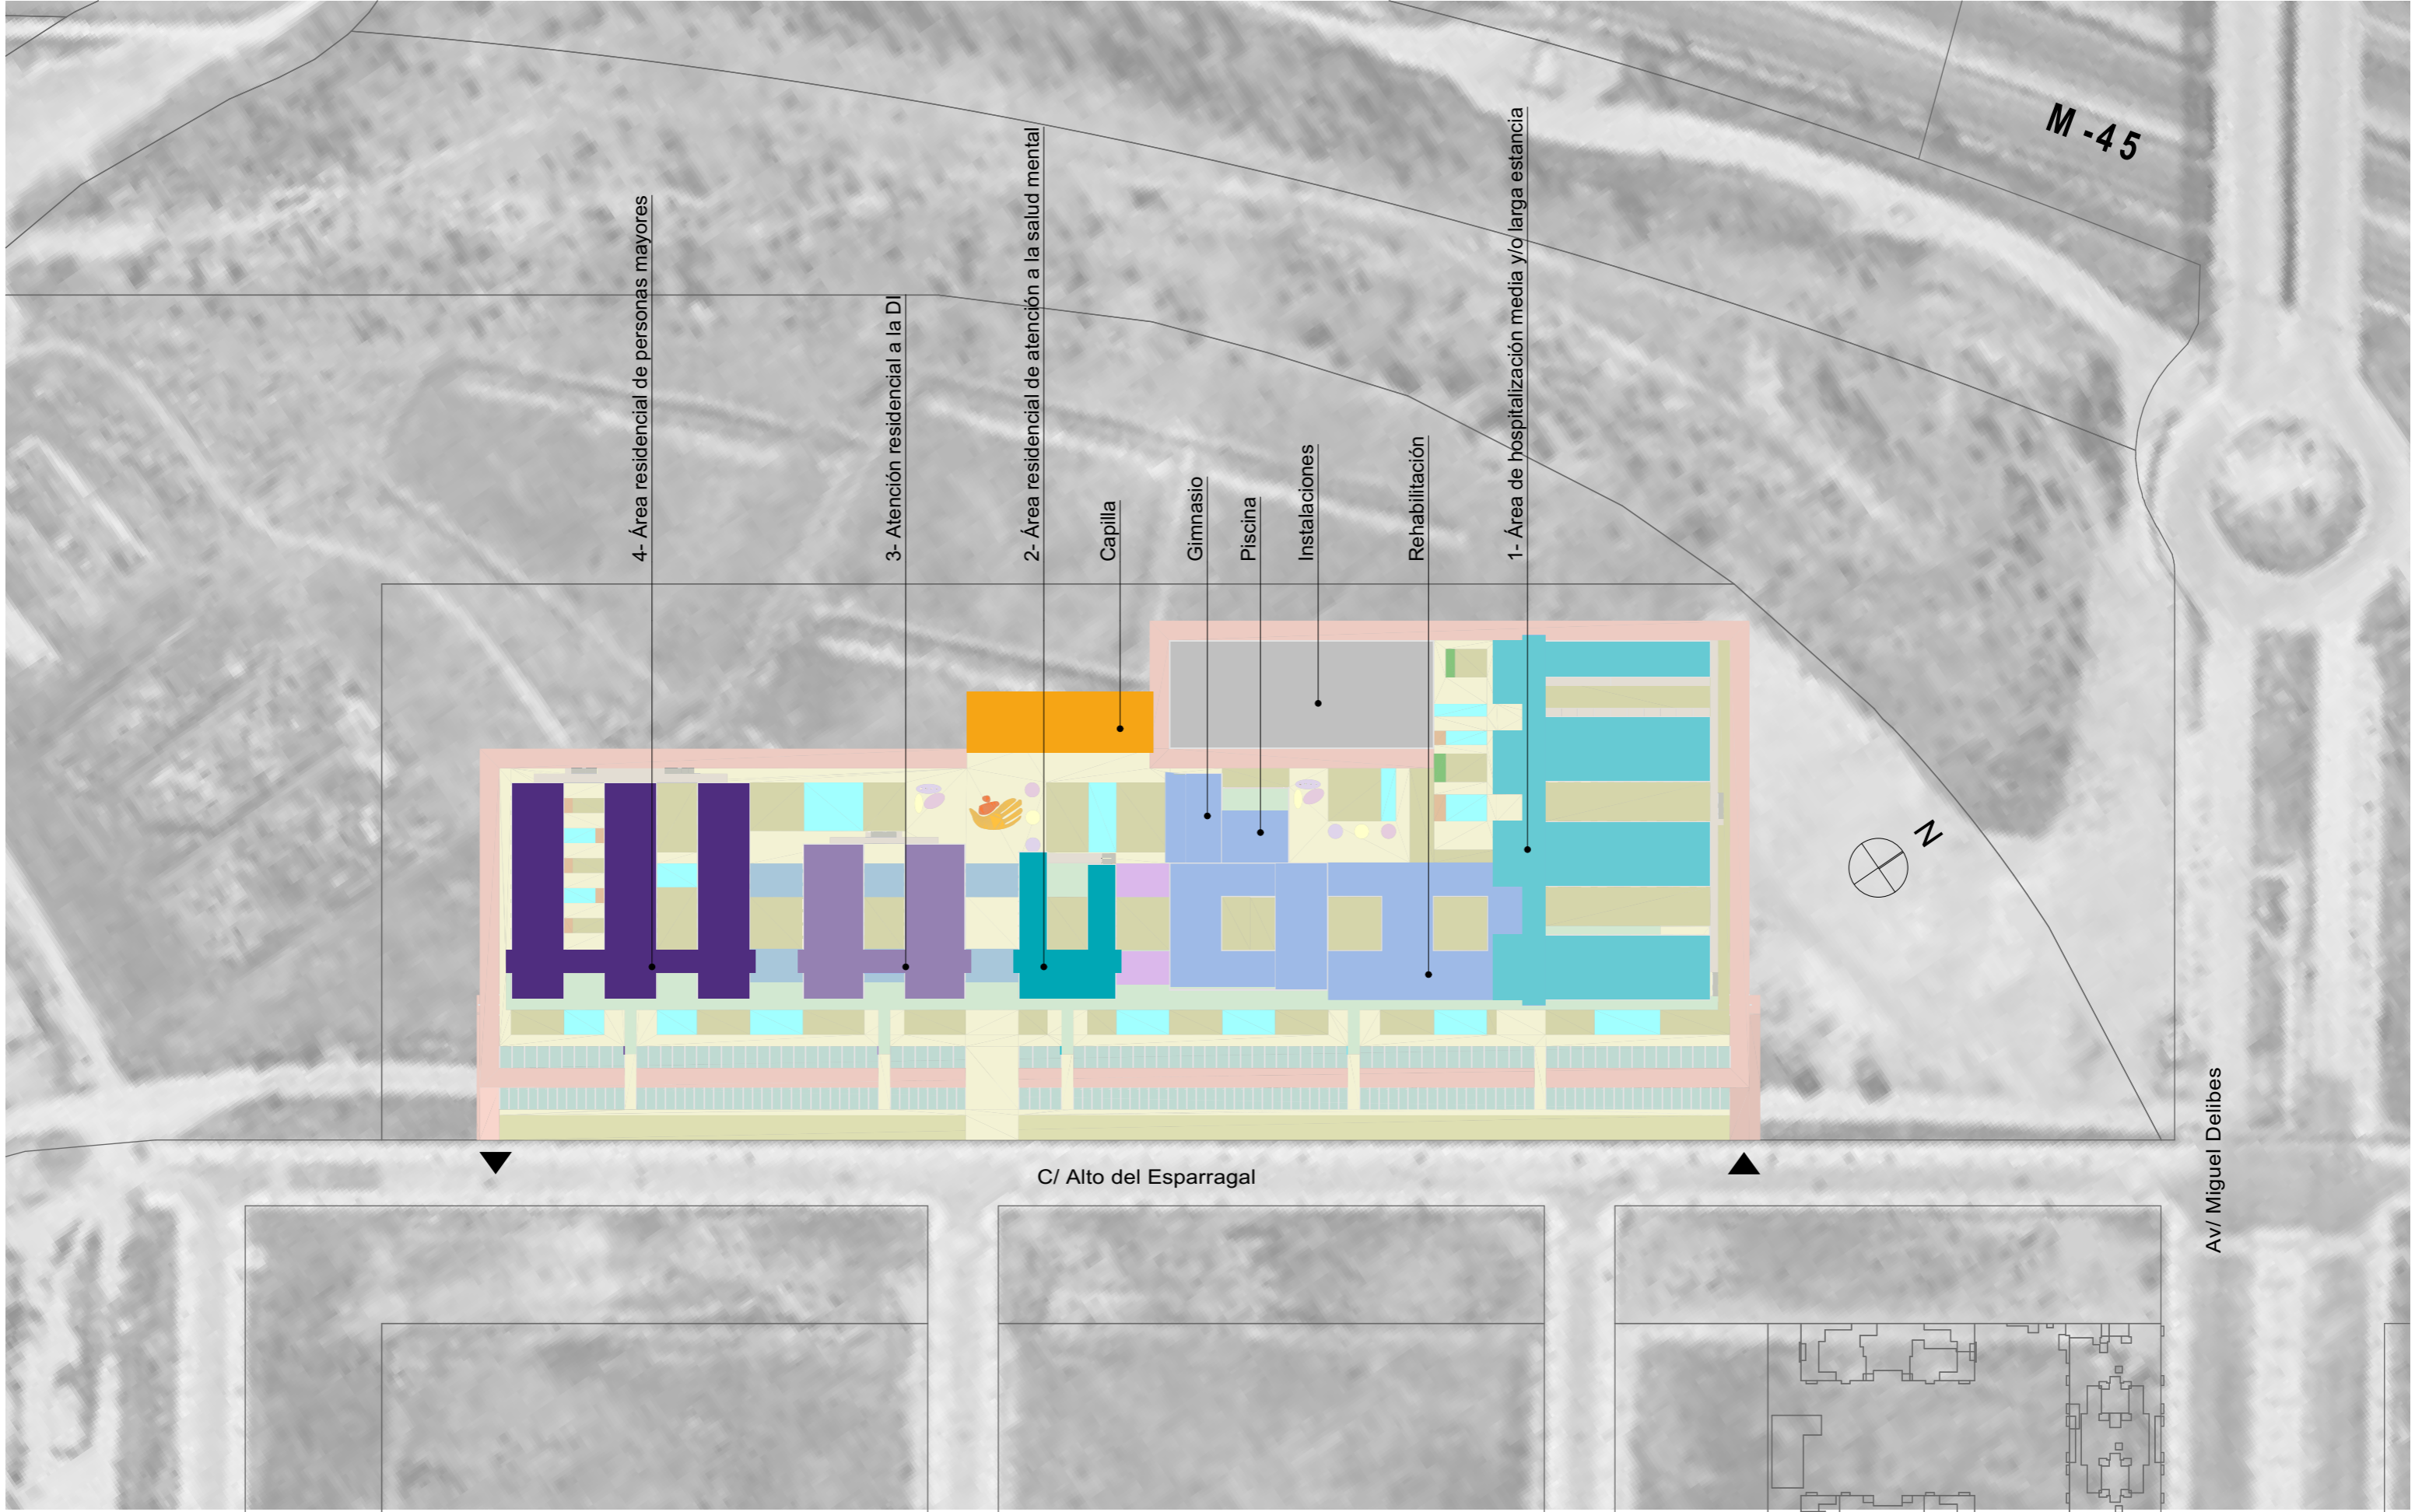 M-45
4- Área residencial de personas mayores
3- Atención residencial a la DI
2- Área residencial de atención a la salud mental
Capilla
Gimnasio
Piscina
Instalaciones
Rehabilitación
1- Área de hospitalización media y/o larga estancia
N
C/ Alto del Esparragal
Av/ Miguel Delibes